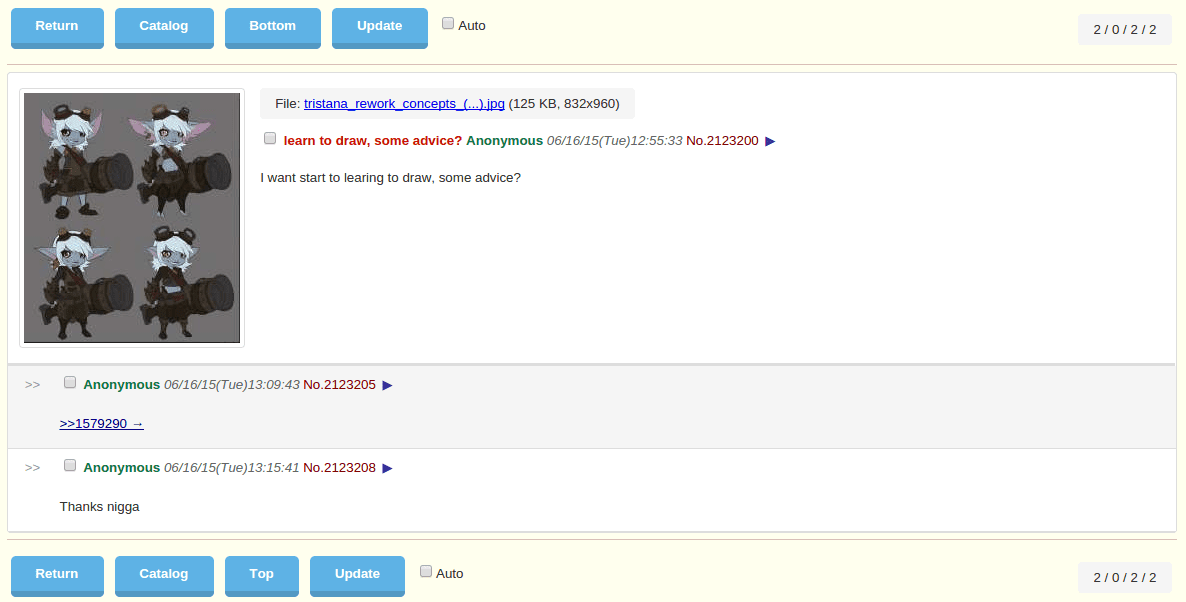 Return Catalog Bottom Update Auto 2 / 0 / 2 / 2
File: tristana_rework_concepts_(...).jpg (125 KB, 832x960)
learn to draw, some advice? Anonymous 06/16/15(Tue)12:55:33 No.2123200 ▶
I want start to learing to draw, some advice?
>> Anonymous 06/16/15(Tue)13:09:43 No.2123205 ▶
>>1579290 →
>> Anonymous 06/16/15(Tue)13:15:41 No.2123208 ▶
Thanks nigga
Return Catalog Top Update Auto 2 / 0 / 2 / 2